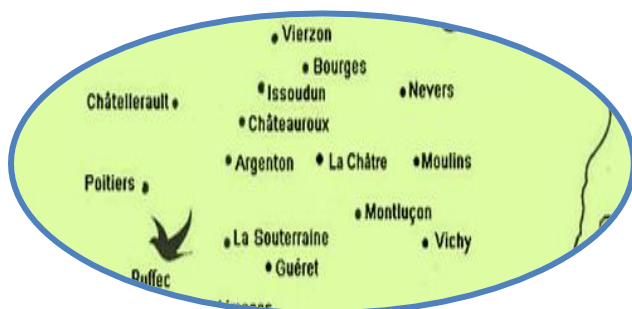 Vierzon
Bourges
Issoudun
Nevers
Châtellerault
Châteauroux
Argenton
La Châtre
Moulins
Poitiers
Montluçon
La Souterraine
Vichy
Guéret
Ruffec